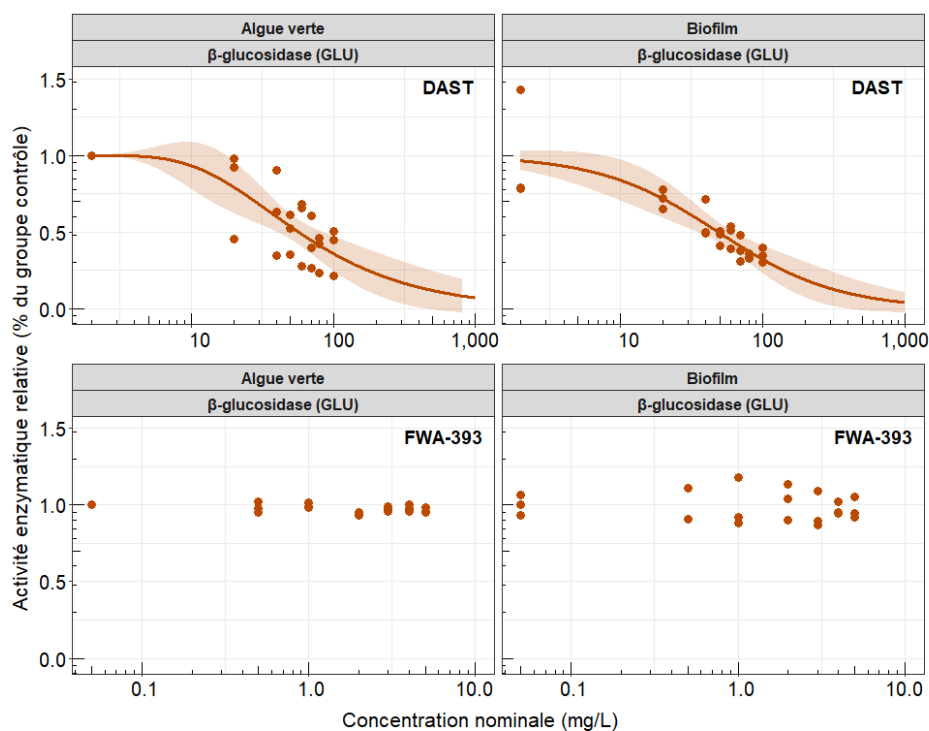 Algue verte
Biofilm
β-glucosidase (GLU)
β-glucosidase (GLU)
DAST
DAST
1.5
1.0
0.5
0.0
10
100
1,000
10
100
1,000
Algue verte
Biofilm
β-glucosidase (GLU)
β-glucosidase (GLU)
FWA-393
FWA-393
1.5
1.0
0.5
0.0
0.1
1.0
10.0
0.1
1.0
10.0
Activité enzymatique relative (% du groupe contrôle)
Concentration nominale (mg/L)